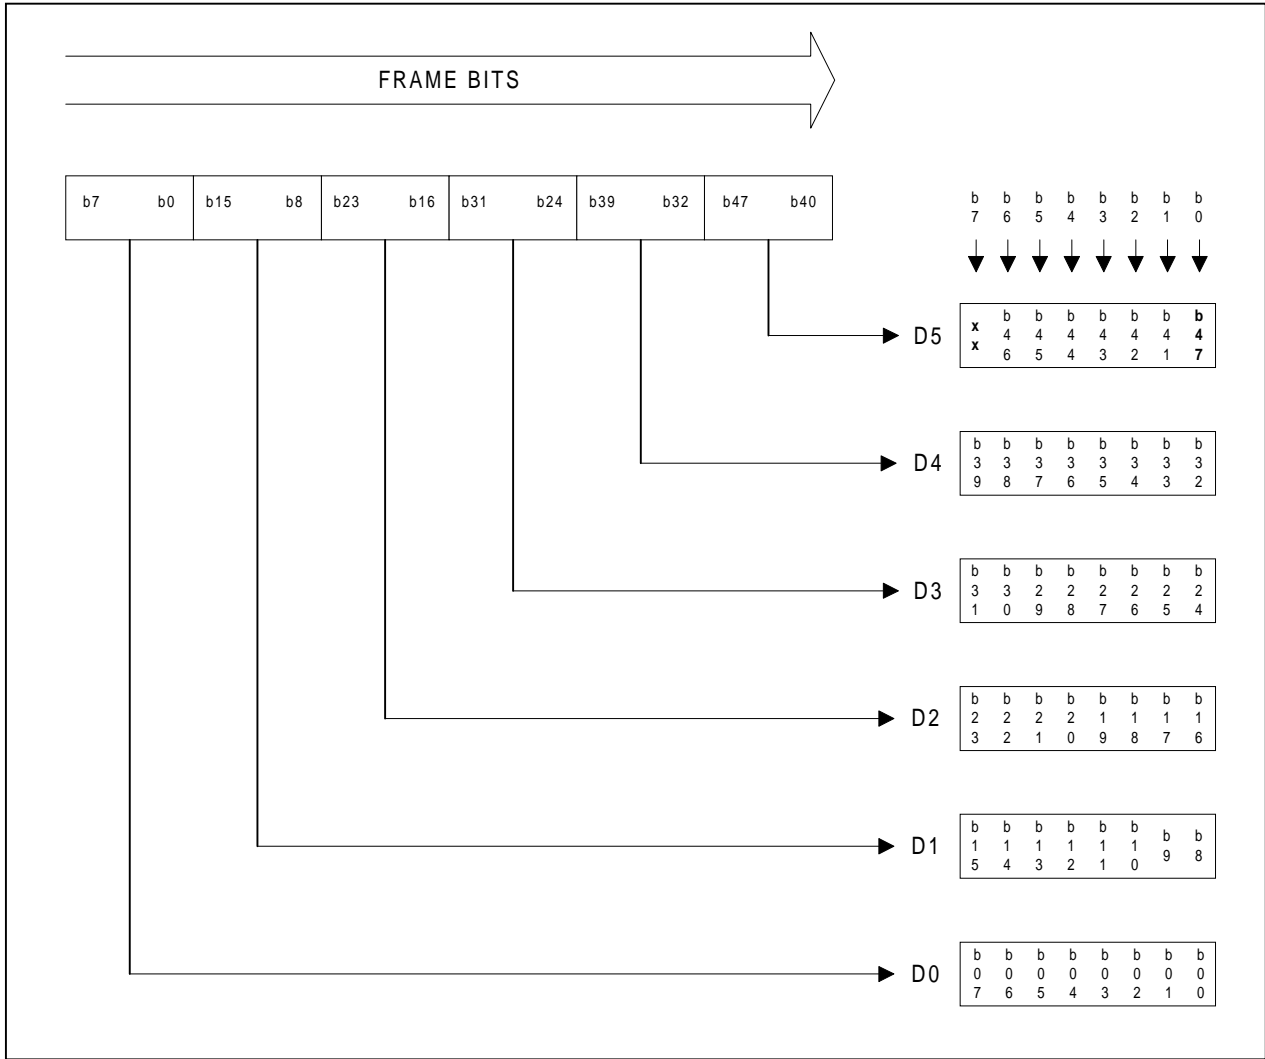 FRAME BITS
b7 b0 b15 b8 b23 b16 b31 b24 b39 b32 b47 b40
b7 b6 b5 b4 b3 b2 b1 b0
D5 xx b46 b45 b44 b43 b42 b41 b47
D4 b39 b38 b37 b36 b35 b34 b33 b32
D3 b31 b30 b29 b28 b27 b26 b25 b24
D2 b23 b22 b21 b20 b19 b18 b17 b16
D1 b15 b14 b13 b12 b11 b10 b9 b8
D0 b07 b06 b05 b04 b03 b02 b01 b00